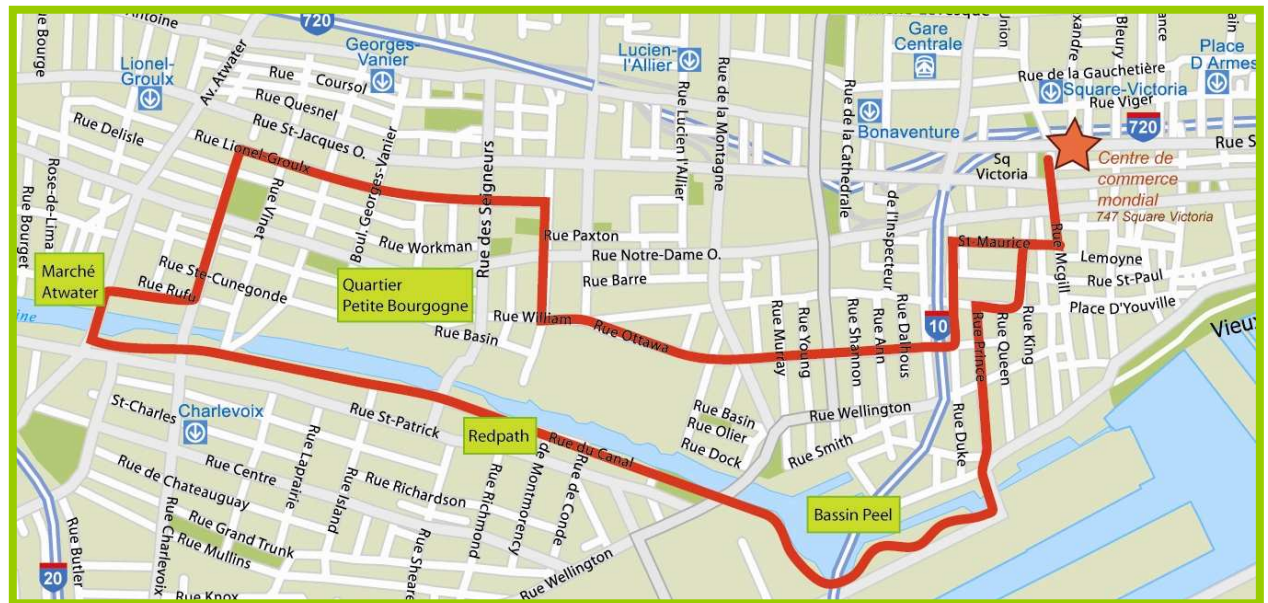 Rue Bourge
Antoine
720
Av. Atwater
Lionel-
Groulx
Georges-
Vanier
Lucien-
l'Allier
Gare
Centrale
Union
Bleury
Place
D Armes
Rue de la Gauchetière
Square-Victoria
Rue Viger
720
Bonaventure
Rue Coursol
Rue Quesnel
Rue St-Jacques O.
Rue Delisle
Rue Lionel-Groulx
Rue Lucien l'Allier
Rue de la Montagne
Rue de la Cathedrale
Sq
Victoria
Centre de
commerce
mondial
747 Square Victoria
Rue S
Rose-de-Lima
Rue Bourget
Rue Vinet
Boul. Georges-Vanier
Rue des Seigneurs
Rue Workman
Rue Paxton
Rue Notre-Dame O.
Rue Barre
de l'Inspecteur
St-Maurice
Rue Mcgill
Lemoyne
Rue St-Paul
Place D'Youville
Vieux
Marché
Atwater
Rue Rufu
Rue Ste-Cunegonde
Quartier
Petite Bourgogne
Rue Basin
Rue William
Rue Ottawa
Rue Murray
Rue Young
Rue Shannon
Rue Ann
Rue Dalhous
10
Rue Prince
Rue Queen
Rue King
ine
St-Charles
Charlevoix
Rue St-Patrick
Redpath
Rue du Canal
Rue Basin
Rue Olier
Rue Dock
Rue Wellington
Rue Smith
Rue Duke
Bassin Peel
Rue Centre
Rue de Chateauguay
Rue Grand Trunk
Rue Mullins
Rue Laprairie
Rue Island
Rue Richardson
Rue Richmond
de Montmorency
Rue de Conde
Rue Sheare
Rue Wellington
Rue Charlevoix
Rue Butler
20
Rue Knox